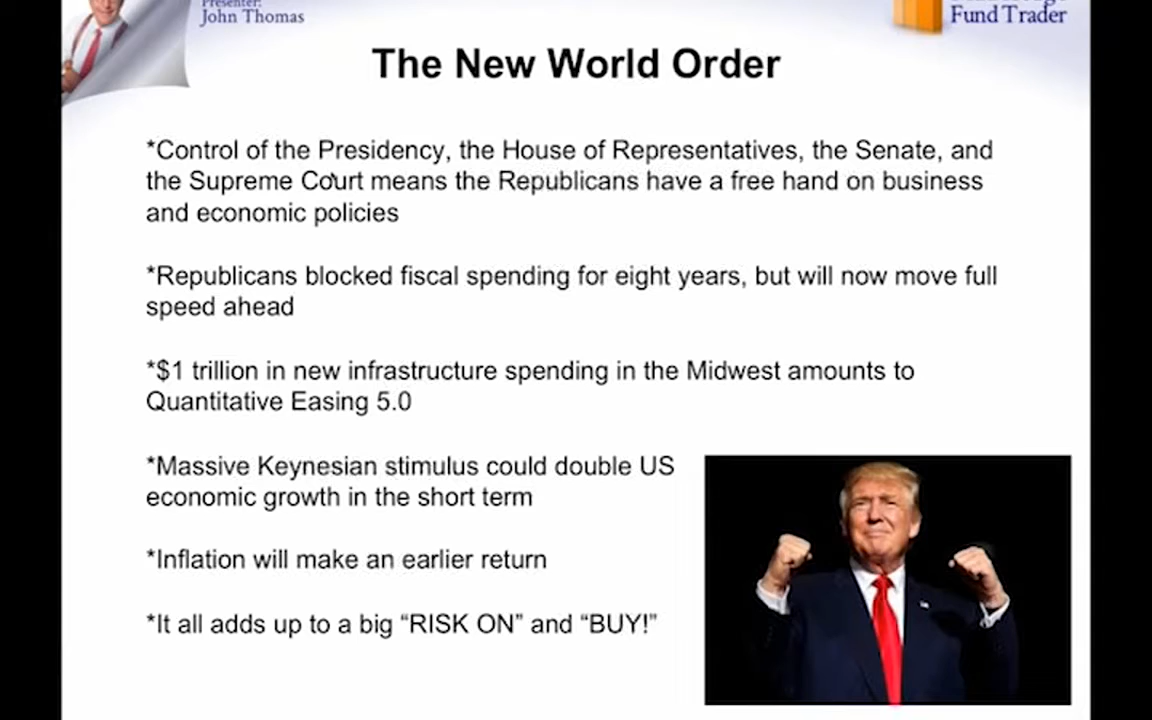 Presenter:
John Thomas
Fund Trader
The New World Order
*Control of the Presidency, the House of Representatives, the Senate, and
the Supreme Court means the Republicans have a free hand on business
and economic policies
*Republicans blocked fiscal spending for eight years, but will now move full
speed ahead
*$1 trillion in new infrastructure spending in the Midwest amounts to
Quantitative Easing 5.0
*Massive Keynesian stimulus could double US
economic growth in the short term
*Inflation will make an earlier return
*It all adds up to a big “RISK ON” and “BUY!”